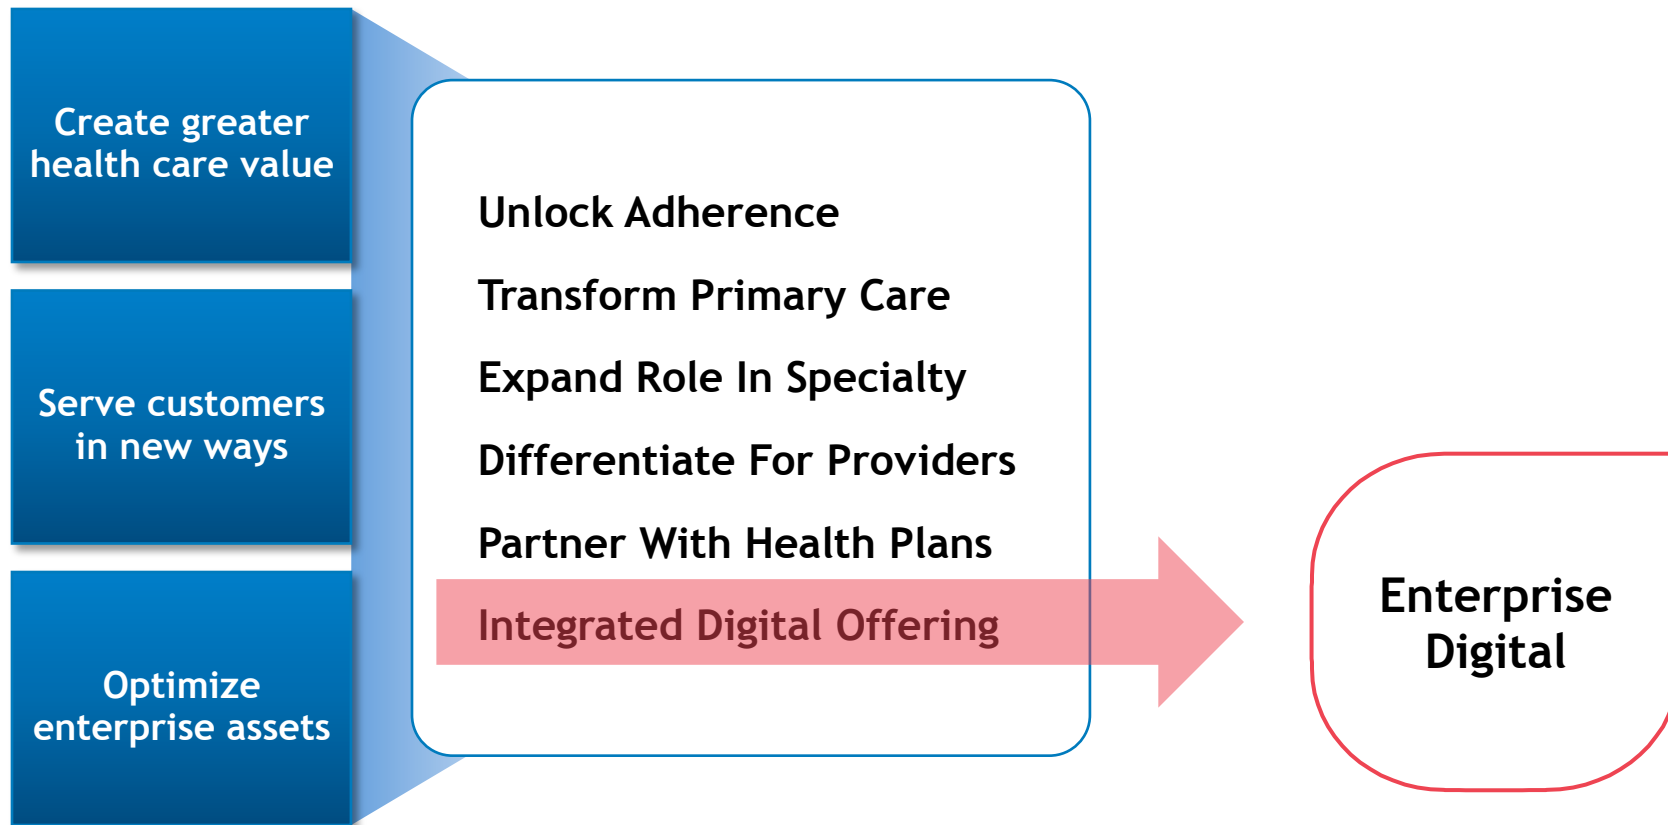 Create greater
health care value
Serve customers
in new ways
Optimize
enterprise assets
Unlock Adherence
Transform Primary Care
Expand Role In Specialty
Differentiate For Providers
Partner With Health Plans
Integrated Digital Offering
Enterprise
Digital